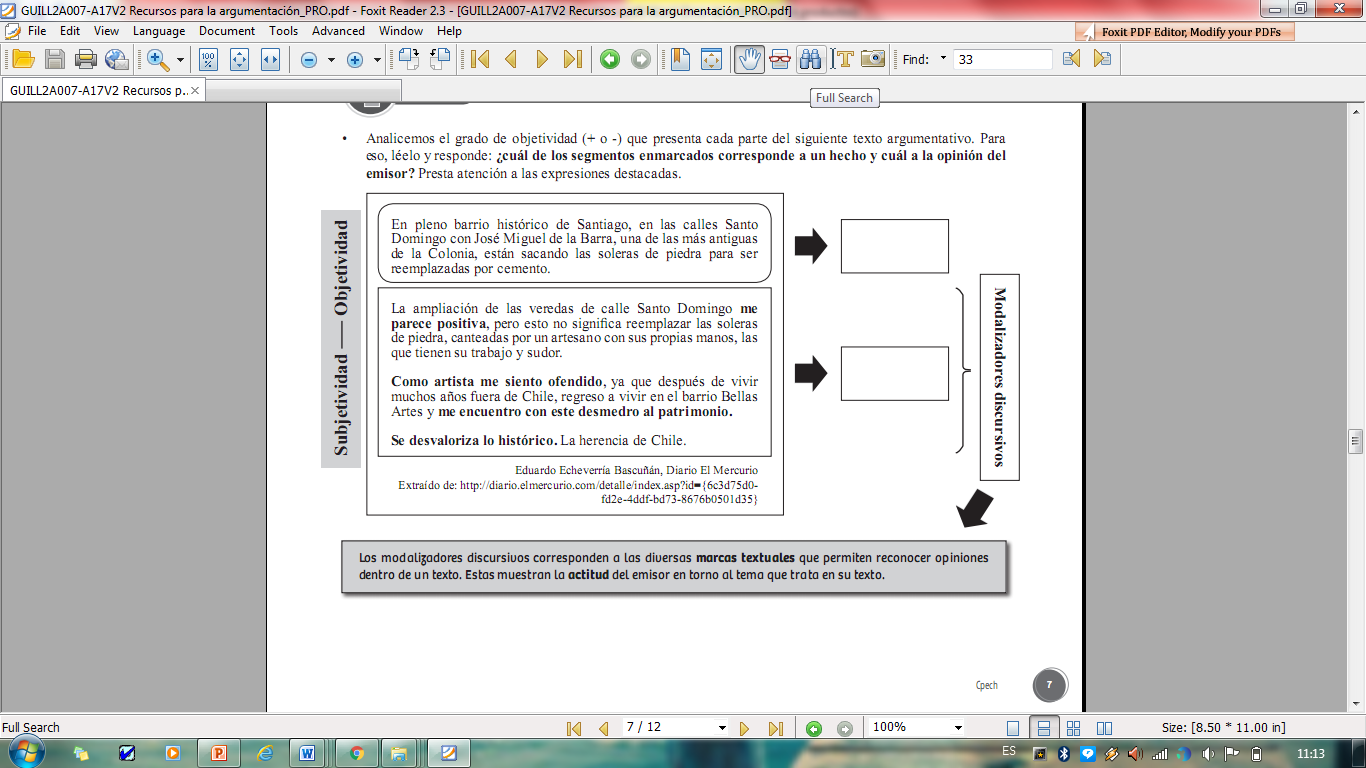 GUILL2A007-A17V2 Recursos para la argumentación_PRO.pdf - Foxit Reader 2.3 - [GUILL2A007-A17V2 Recursos para la argumentación_PRO.pdf]
File Edit View Language Document Tools Advanced Window Help
Foxit PDF Editor, Modify your PDFs
Find: 33
GUILL2A007-A17V2 Recursos p...
Full Search
• Analicemos el grado de objetividad (+ o -) que presenta cada parte del siguiente texto argumentativo. Para
eso, léelo y responde: ¿cuál de los segmentos enmarcados corresponde a un hecho y cuál a la opinión del
emisor? Presta atención a las expresiones destacadas.
Subjetividad — Objetividad
En pleno barrio histórico de Santiago, en las calles Santo
Domingo con José Miguel de la Barra, una de las más antiguas
de la Colonia, están sacando las soleras de piedra para ser
reemplazadas por cemento.
La ampliación de las veredas de calle Santo Domingo me
parece positiva, pero esto no significa reemplazar las soleras
de piedra, canteadas por un artesano con sus propias manos, las
que tienen su trabajo y sudor.
Como artista me siento ofendido, ya que después de vivir
muchos años fuera de Chile, regreso a vivir en el barrio Bellas
Artes y me encuentro con este desmedro al patrimonio.
Se desvaloriza lo histórico. La herencia de Chile.
Eduardo Echeverría Bascuñán, Diario El Mercurio
Extraído de: http://diario.elmercurio.com/detalle/index.asp?id={6c3d75d0-
fd2e-4ddf-bd73-8676b0501d35}
Modalizadores discursivos
Los modalizadores discursivos corresponden a las diversas marcas textuales que permiten reconocer opiniones
dentro de un texto. Estas muestran la actitud del emisor en torno al tema que trata en su texto.
Cpech 7
Full Search
7 / 12
100%
Size: [8.50 * 11.00 in]
ES
11:13